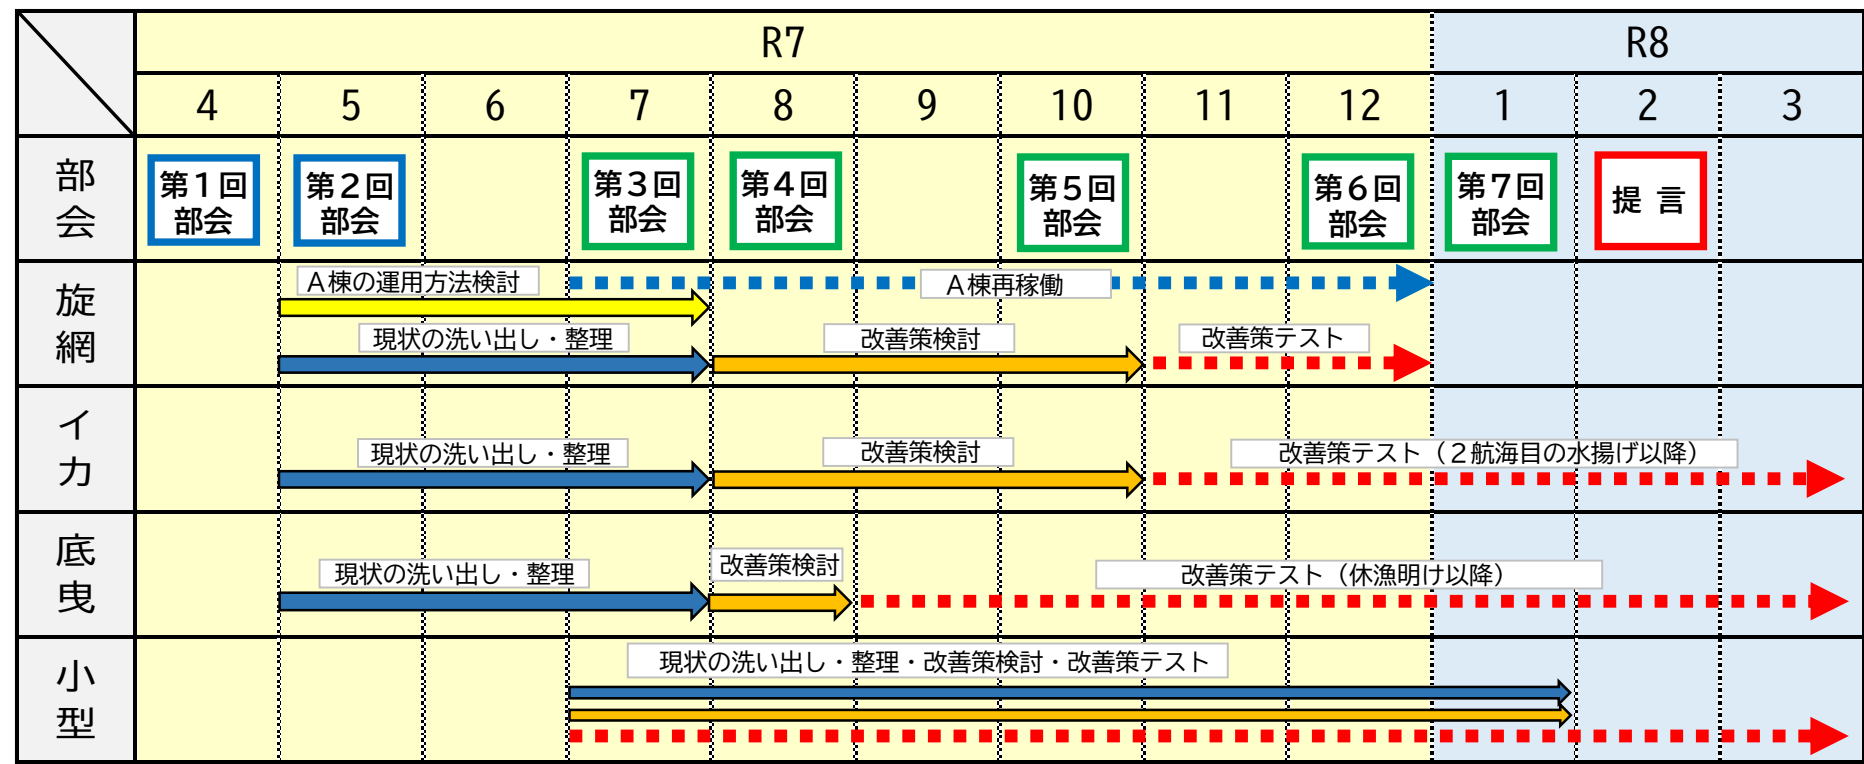 R7
R8
4 5 6 7 8 9 10 11 12 1 2 3
部会
第1回
部会
第2回
部会
第3回
部会
第4回
部会
第5回
部会
第6回
部会
第7回
部会
提 言
旋網
A棟の運用方法検討
A棟再稼働
現状の洗い出し・整理
改善策検討
改善策テスト
イカ
現状の洗い出し・整理
改善策検討
改善策テスト（2航海目の水揚げ以降）
底曳
現状の洗い出し・整理
改善策検討
改善策テスト（休漁明け以降）
小型
現状の洗い出し・整理・改善策検討・改善策テスト